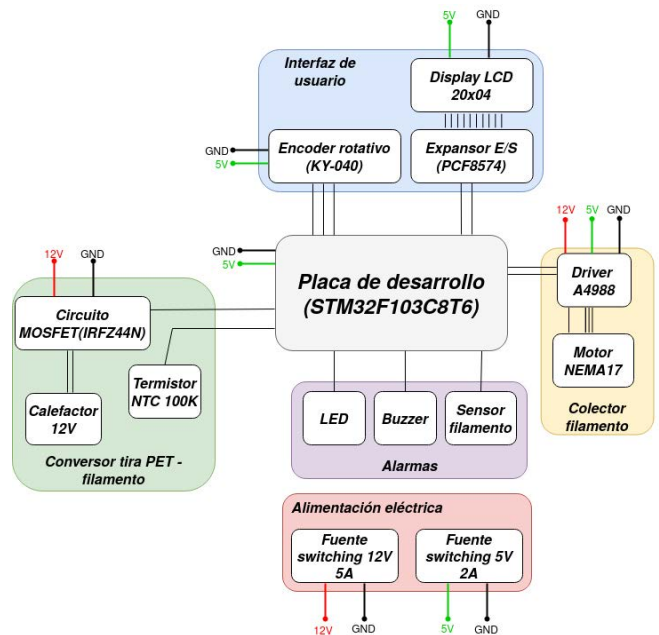 5V
GND
Interfaz de
usuario
Display LCD
20x04
GND
5V
Encoder rotativo
(KY-040)
Expansor E/S
(PCF8574)
12V
5V
GND
GND
5V
12V
GND
Placa de desarrollo
(STM32F103C8T6)
Driver
A4988
Circuito
MOSFET(IRFZ44N)
Motor
NEMA17
Termistor
NTC 100K
Calefactor
12V
LED
Buzzer
Sensor
filamento
Colector
filamento
Conversor tira PET -
filamento
Alarmas
Alimentación eléctrica
Fuente
switching 12V
5A
Fuente
switching 5V
2A
12V
GND
5V
GND